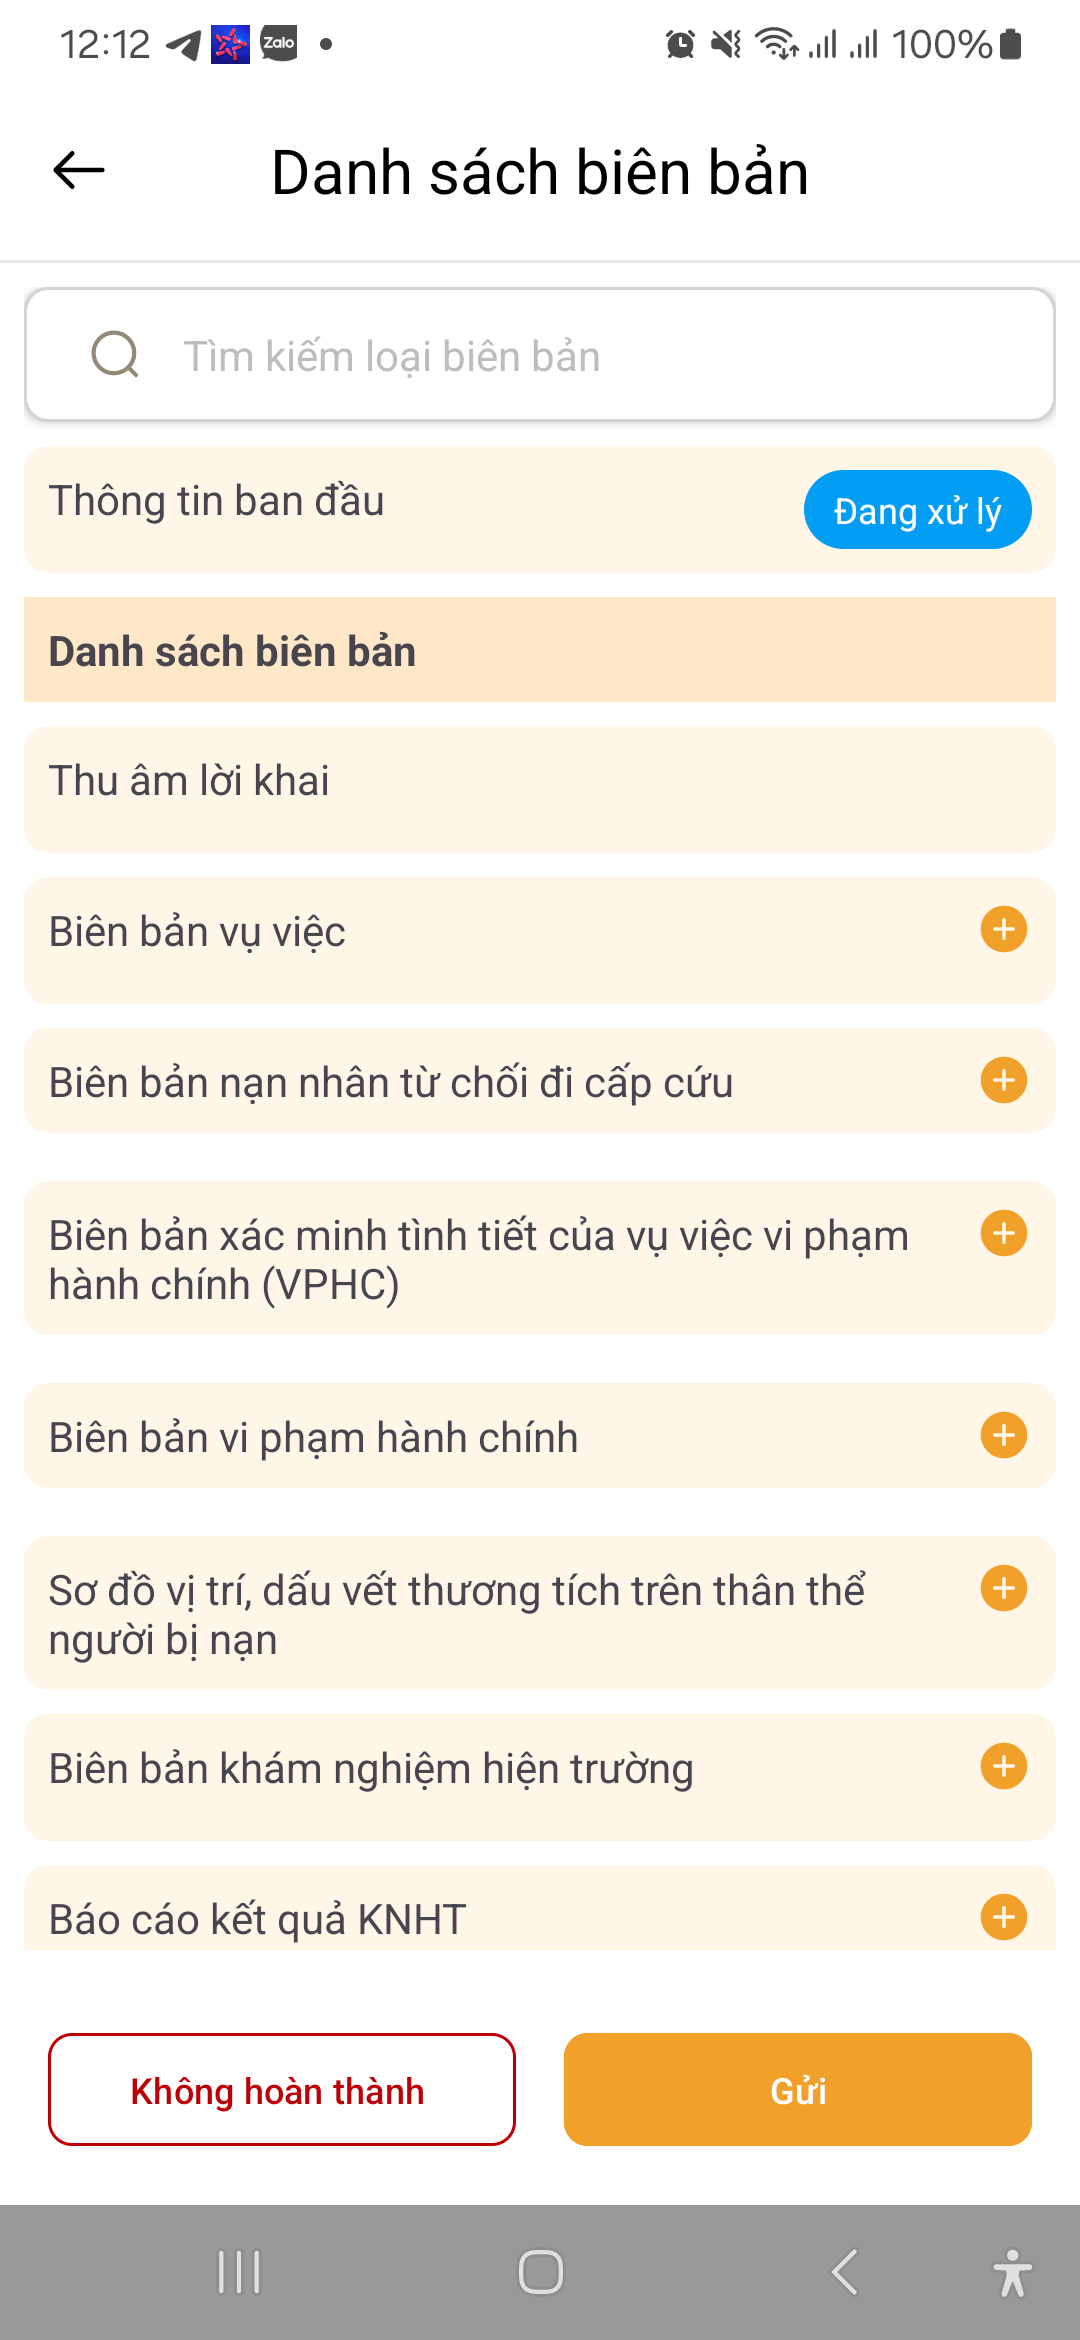 12:12 Zalo 100%
Danh sách biên bản
Tìm kiếm loại biên bản
Thông tin ban đầu
Đang xử lý
Danh sách biên bản
Thu âm lời khai
Biên bản vụ việc
Biên bản nạn nhân từ chối đi cấp cứu
Biên bản xác minh tình tiết của vụ việc vi phạm
hành chính (VPHC)
Biên bản vi phạm hành chính
Sơ đồ vị trí, dấu vết thương tích trên thân thể
người bị nạn
Biên bản khám nghiệm hiện trường
Báo cáo kết quả KNHT
Không hoàn thành
Gửi